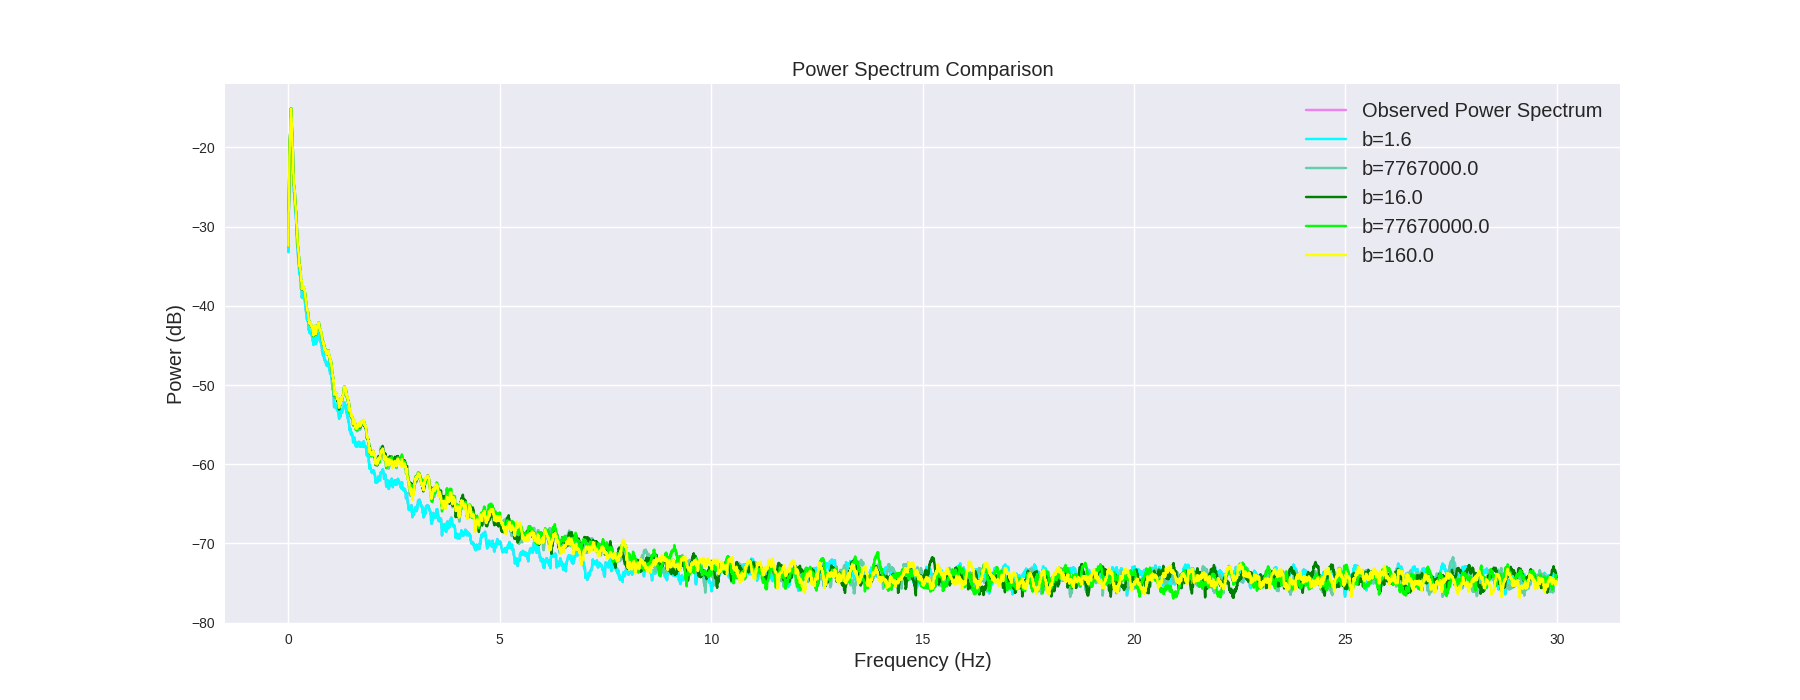 Power Spectrum Comparison
Observed Power Spectrum
b=1.6
b=7767000.0
b=16.0
b=77670000.0
b=160.0
Power (dB)
−20
−30
−40
−50
−60
−70
−80
0 5 10 15 20 25 30
Frequency (Hz)